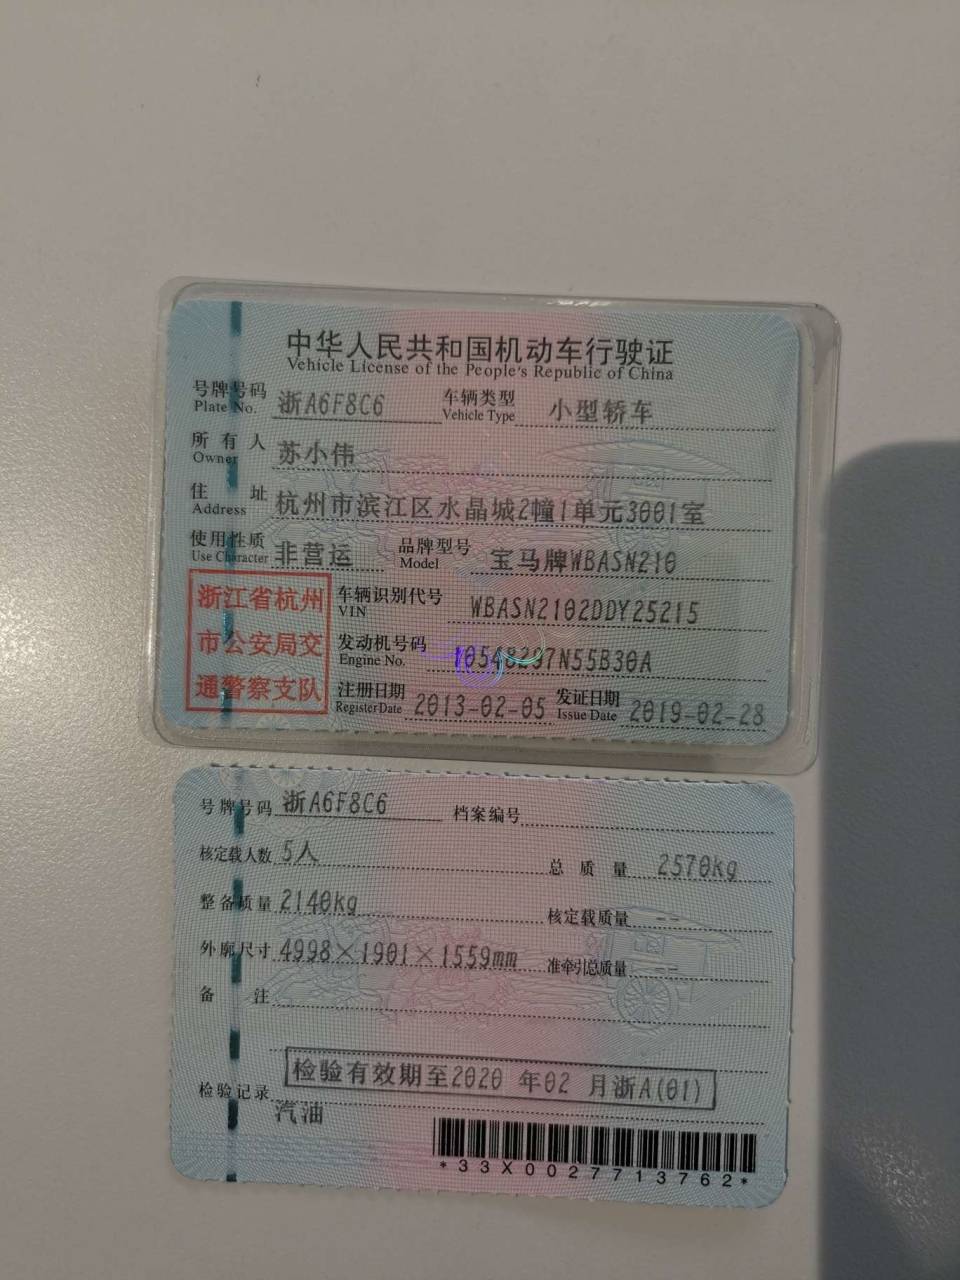 中华人民共和国机动车行驶证
Vehicle License of the People's Republic of China
号牌号码 浙A6F8C6 车辆类型 小型轿车
Plate No. Vehicle Type
所有人 苏小伟
Owner
住址 杭州市滨江区水晶城2幢1单元3001室
Address
使用性质 非营运 品牌型号 宝马牌WBASN210
Use Character Model
浙江省杭州
市公安局交
通警察支队
车辆识别代号 WBASN2102DDY25215
VIN
发动机号码 10548297N55B30A
Engine No.
注册日期 2013-02-05 发证日期 2019-02-28
Register Date Issue Date
号牌号码 浙A6F8C6 档案编号
核定载人数 5人 总质量 2570kg
整备质量 2140kg 核定载质量 --
外廓尺寸 4998×1901×1559mm 准牵引总质量 --
备注
检验有效期至2020 年02 月浙A(01)
检验记录
汽油
*33X0027713762*